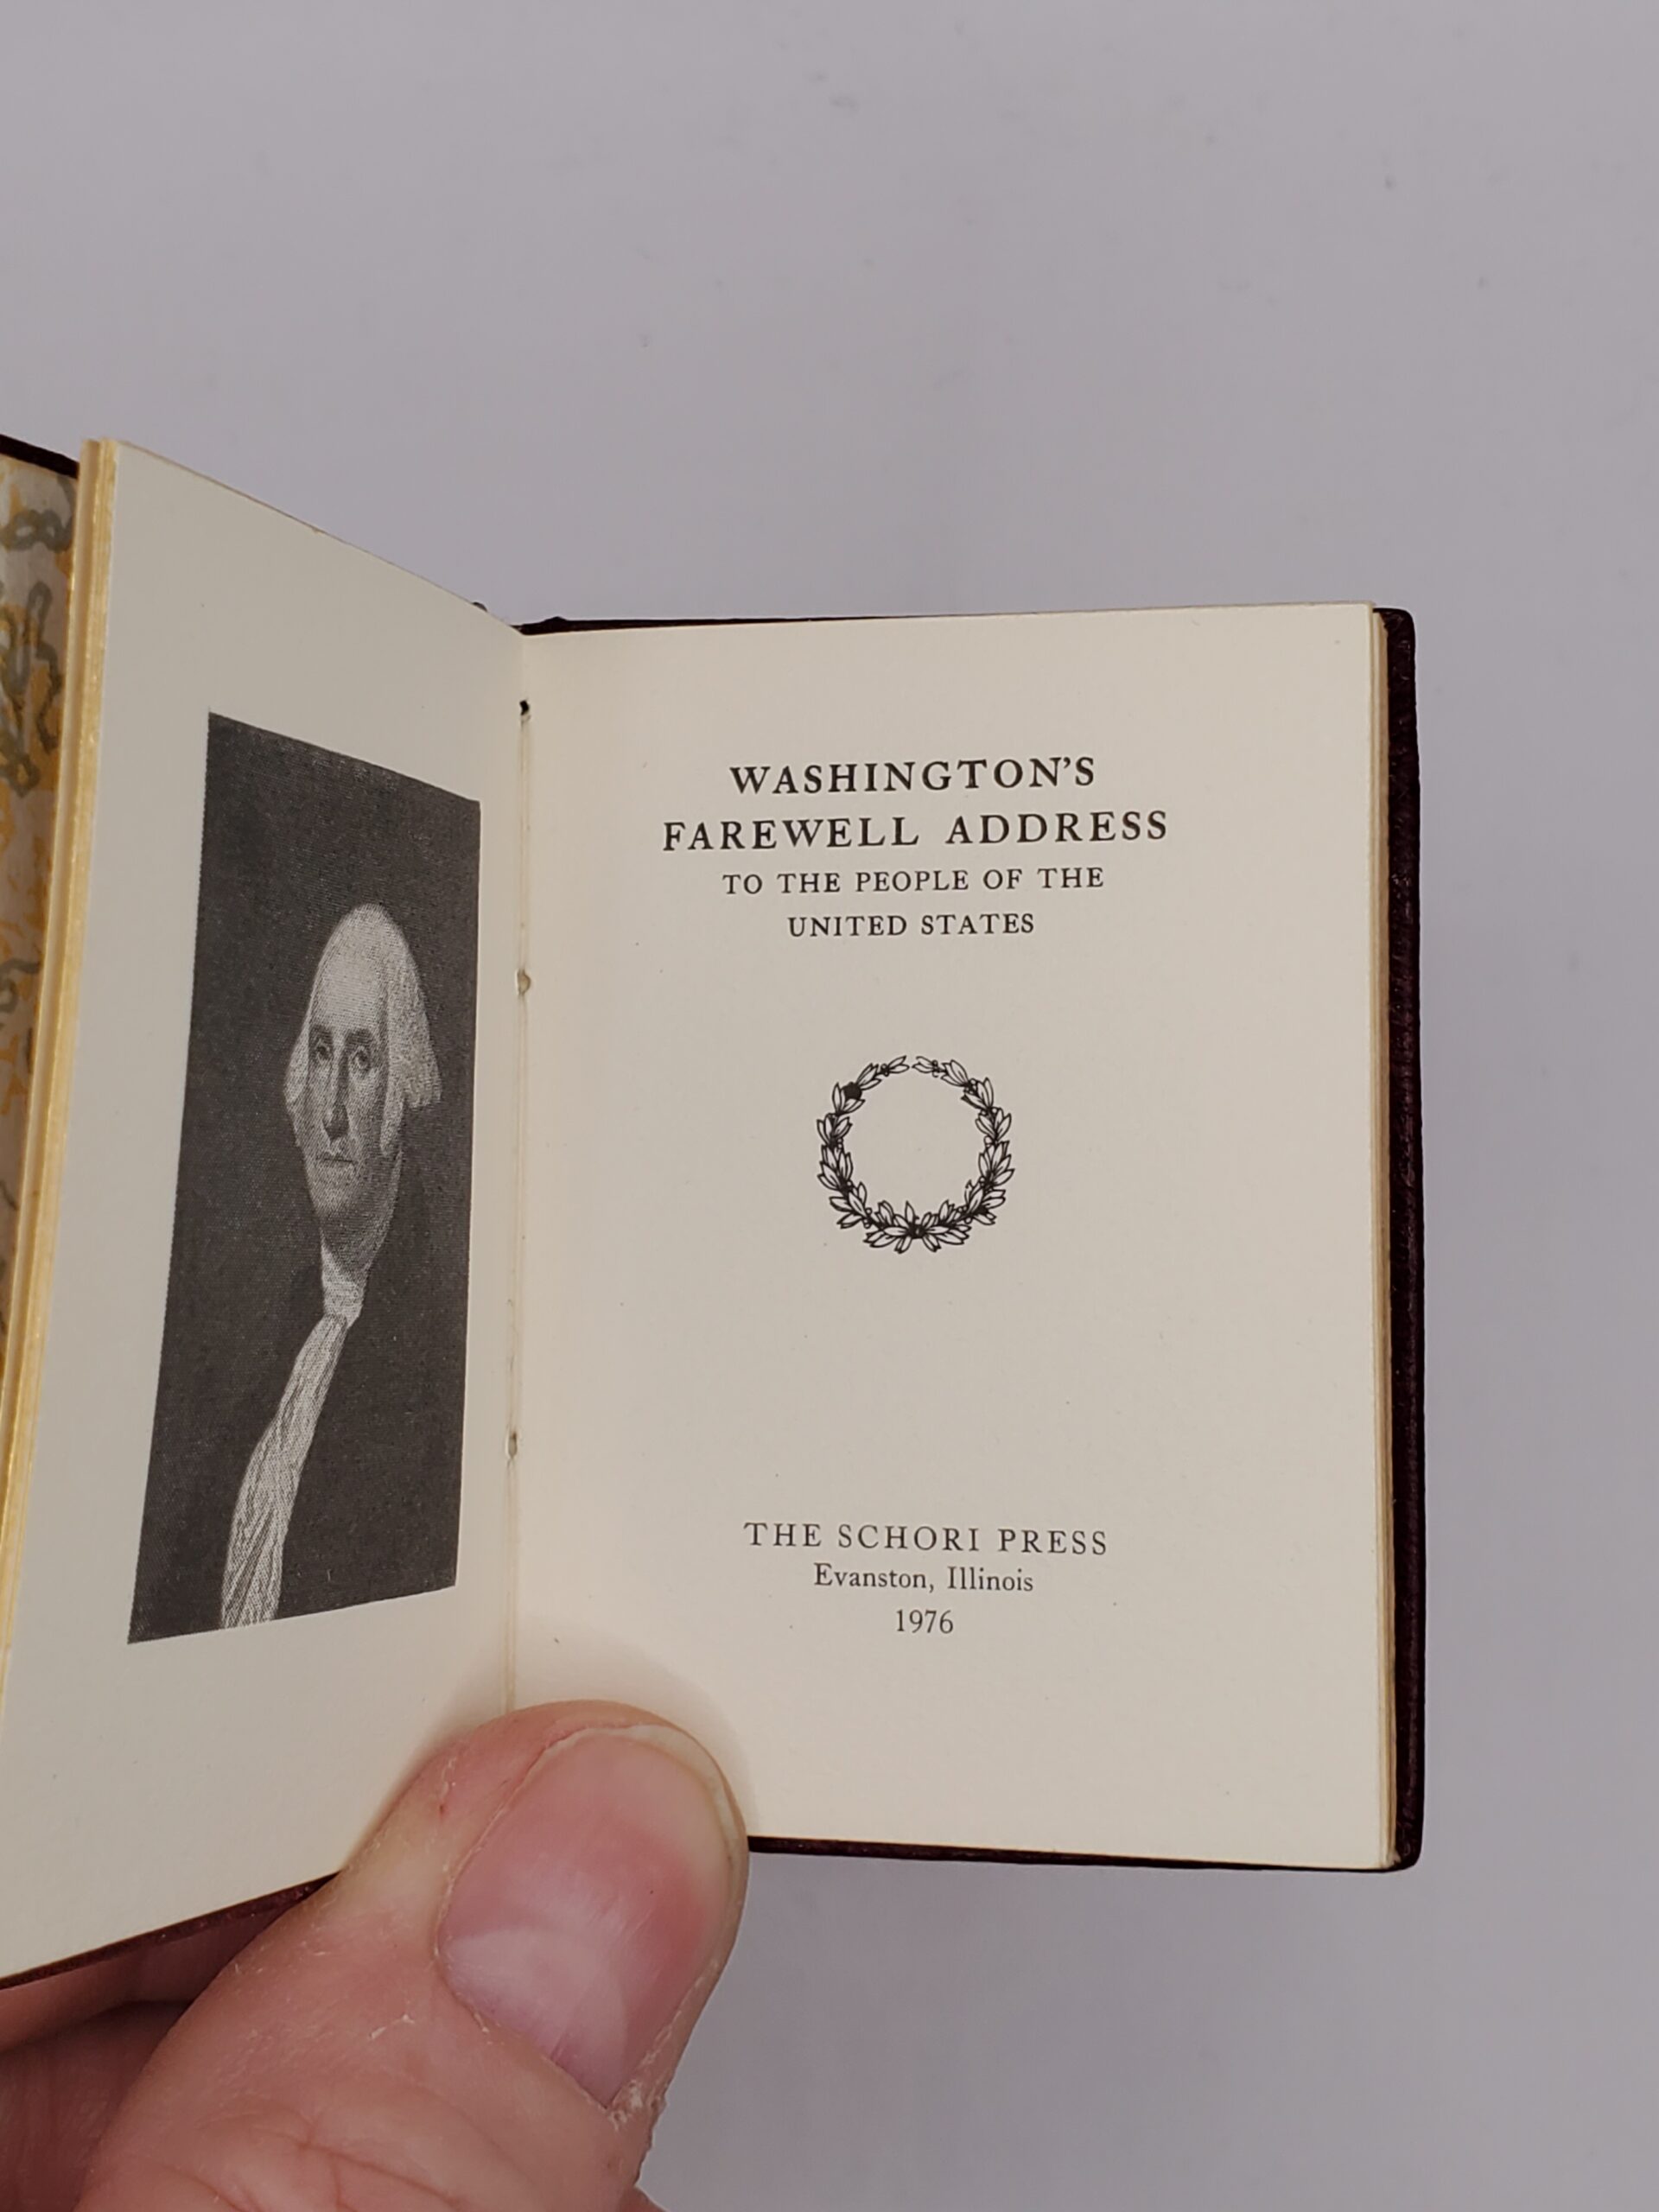 WASHINGTON'S
FAREWELL ADDRESS
TO THE PEOPLE OF THE
UNITED STATES
THE SCHORI PRESS
Evanston, Illinois
1976